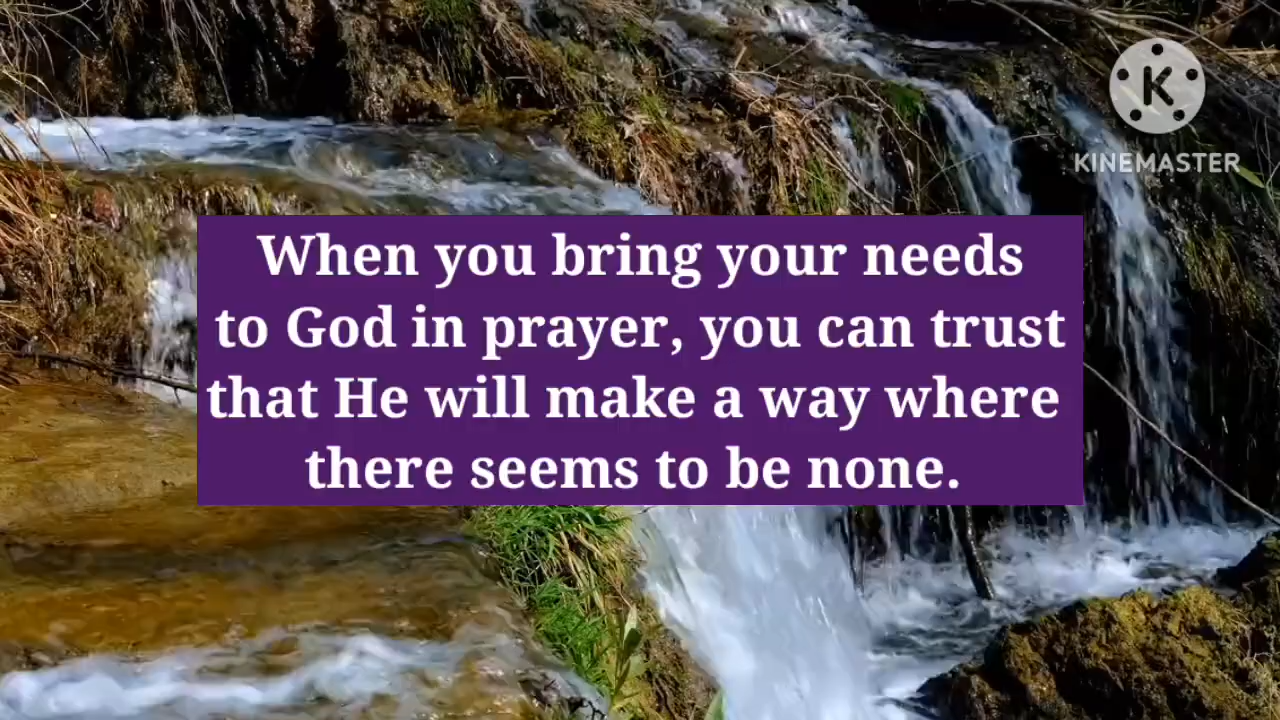 K
KINEMASTER
When you bring your needs
to God in prayer, you can trust
that He will make a way where
there seems to be none.